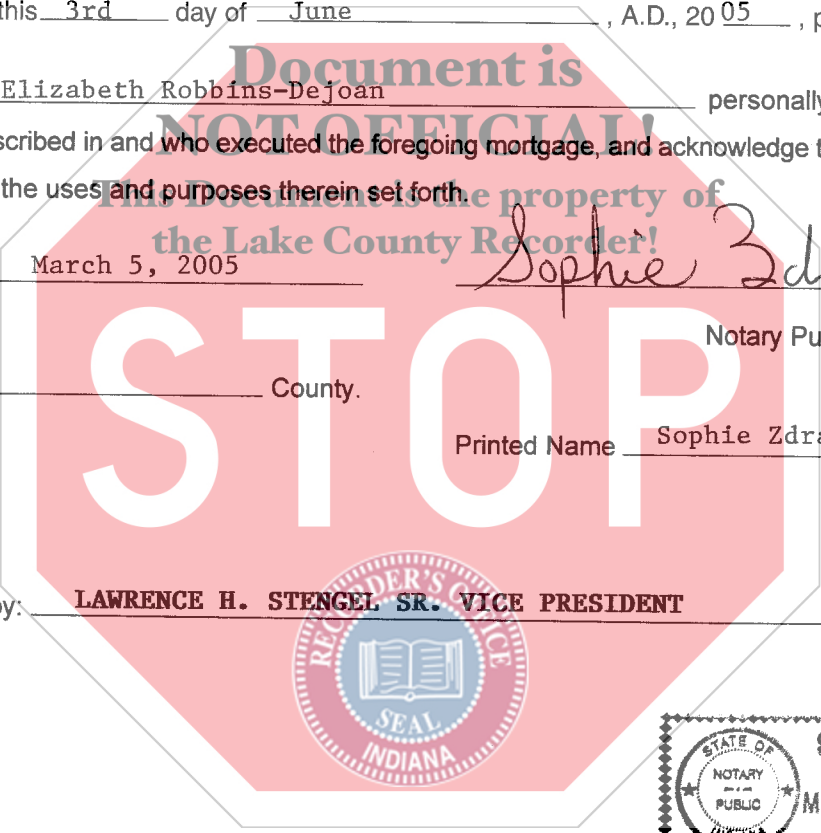 this 3rd day of June , A.D., 20 05 , p
Document is
Elizabeth Robbins-Dejoan personally
NOT OFFICIAL!
scribed in and who executed the foregoing mortgage, and acknowledge t
the uses and purposes therein set forth.
This Document is the property of
the Lake County Recorder!
March 5, 2005 Sophie Zd
Notary Pu
STOP
County.
Printed Name Sophie Zdra
by: LAWRENCE H. STENGEL SR. VICE PRESIDENT
RECORDER'S OFFICE
SEAL
INDIANA
STATE OF
NOTARY
PUBLIC
M